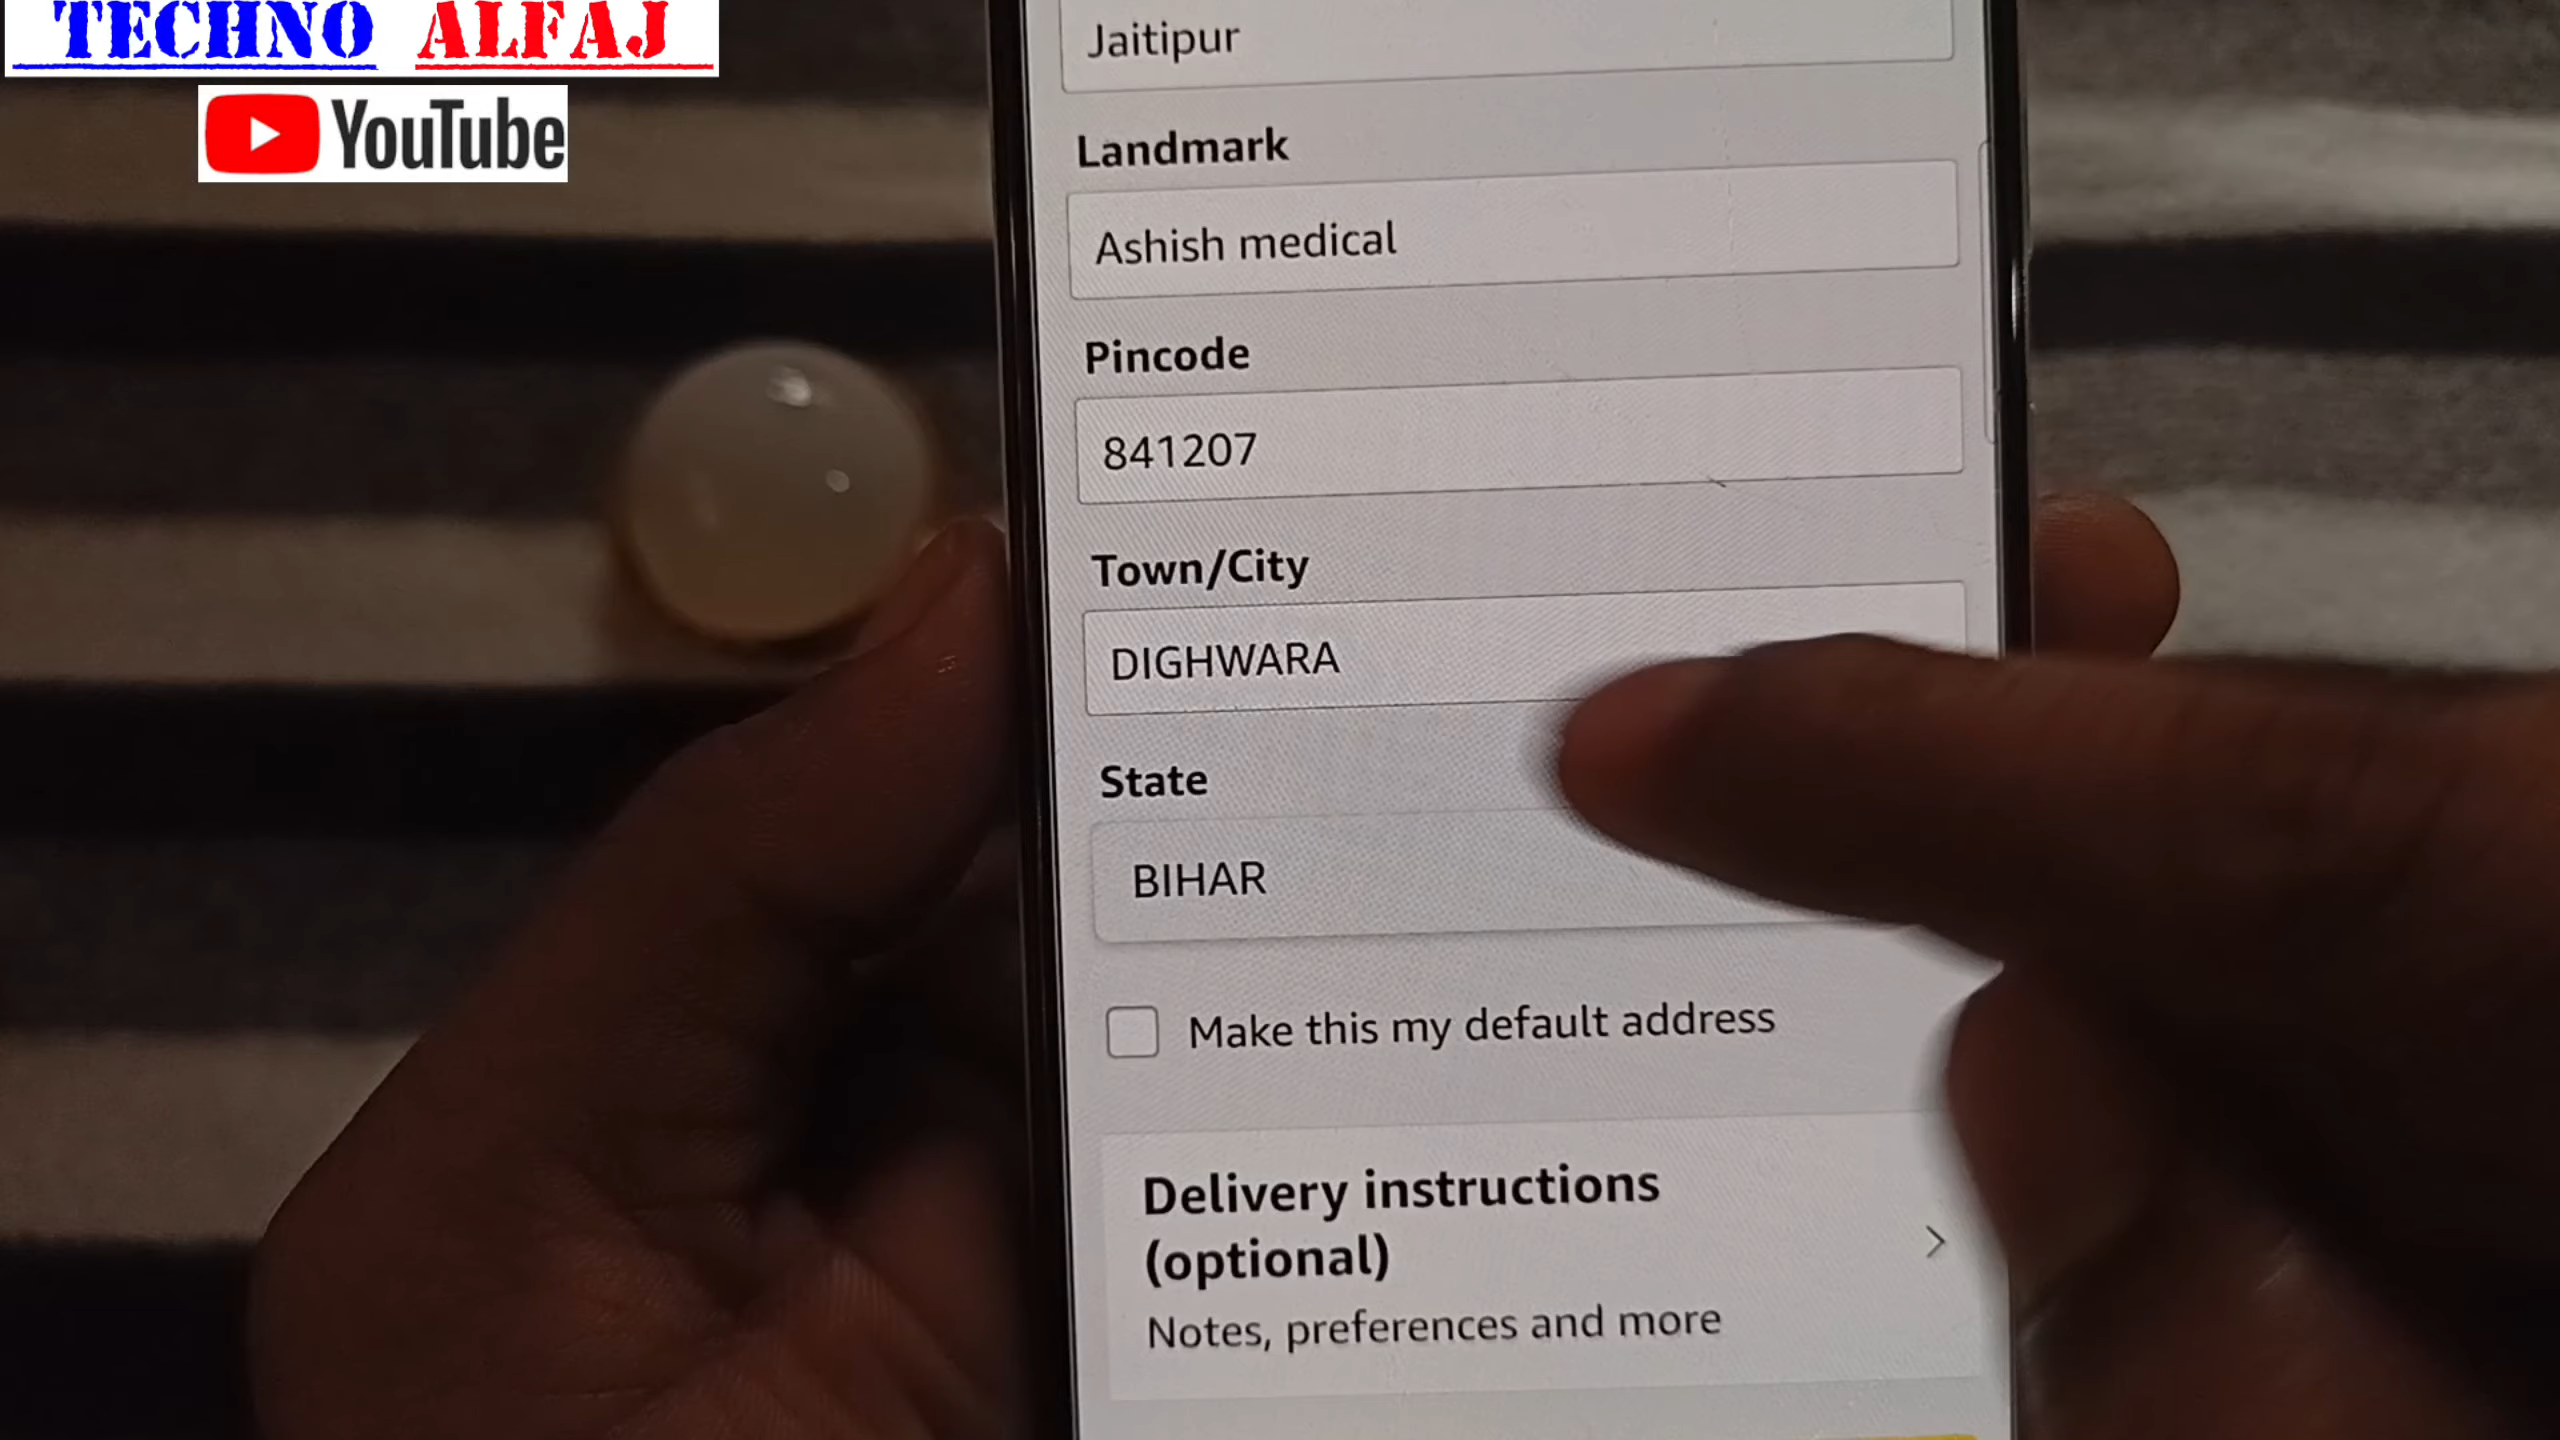 TECHNO ALFAJ
YouTube
Jaitipur
Landmark
Ashish medical
Pincode
841207
Town/City
DIGHWARA
State
BIHAR
Make this my default address
Delivery instructions
(optional)
Notes, preferences and more